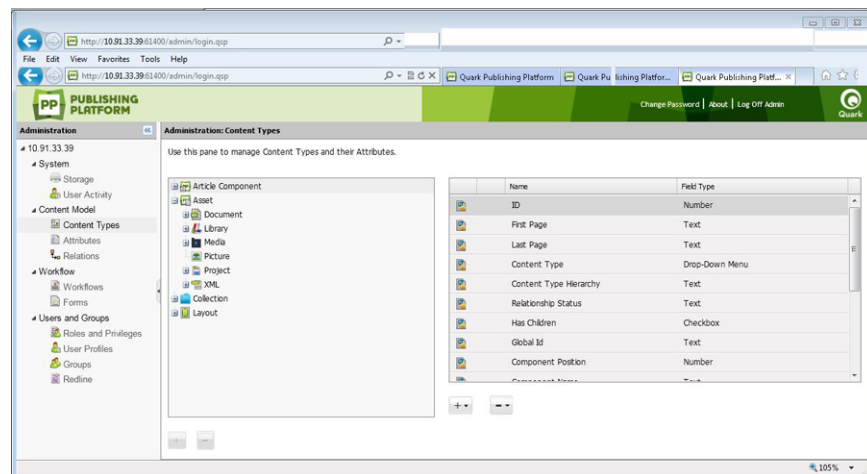 http://10.91.33.39:61400/admin/login.qsp
File Edit View Favorites Tools Help
http://10.91.33.39:61400/admin/login.qsp Quark Publishing Platform Quark Pu lishing Platfor... Quark Publishing Platf...
PP PUBLISHING PLATFORM
Change Password | About | Log Off Admin
Quark
Administration
10.91.33.39
System
Storage
User Activity
Content Model
Content Types
Attributes
Relations
Workflow
Workflows
Forms
Users and Groups
Roles and Privileges
User Profiles
Groups
Redline
Administration: Content Types
Use this pane to manage Content Types and their Attributes.
Article Component
Asset
Document
Library
Media
Picture
Project
XML
Collection
Layout
Name Field Type
ID Number
First Page Text
Last Page Text
Content Type Drop-Down Menu
Content Type Hierarchy Text
Relationship Status Text
Has Children Checkbox
Global Id Text
Component Position Number
105%